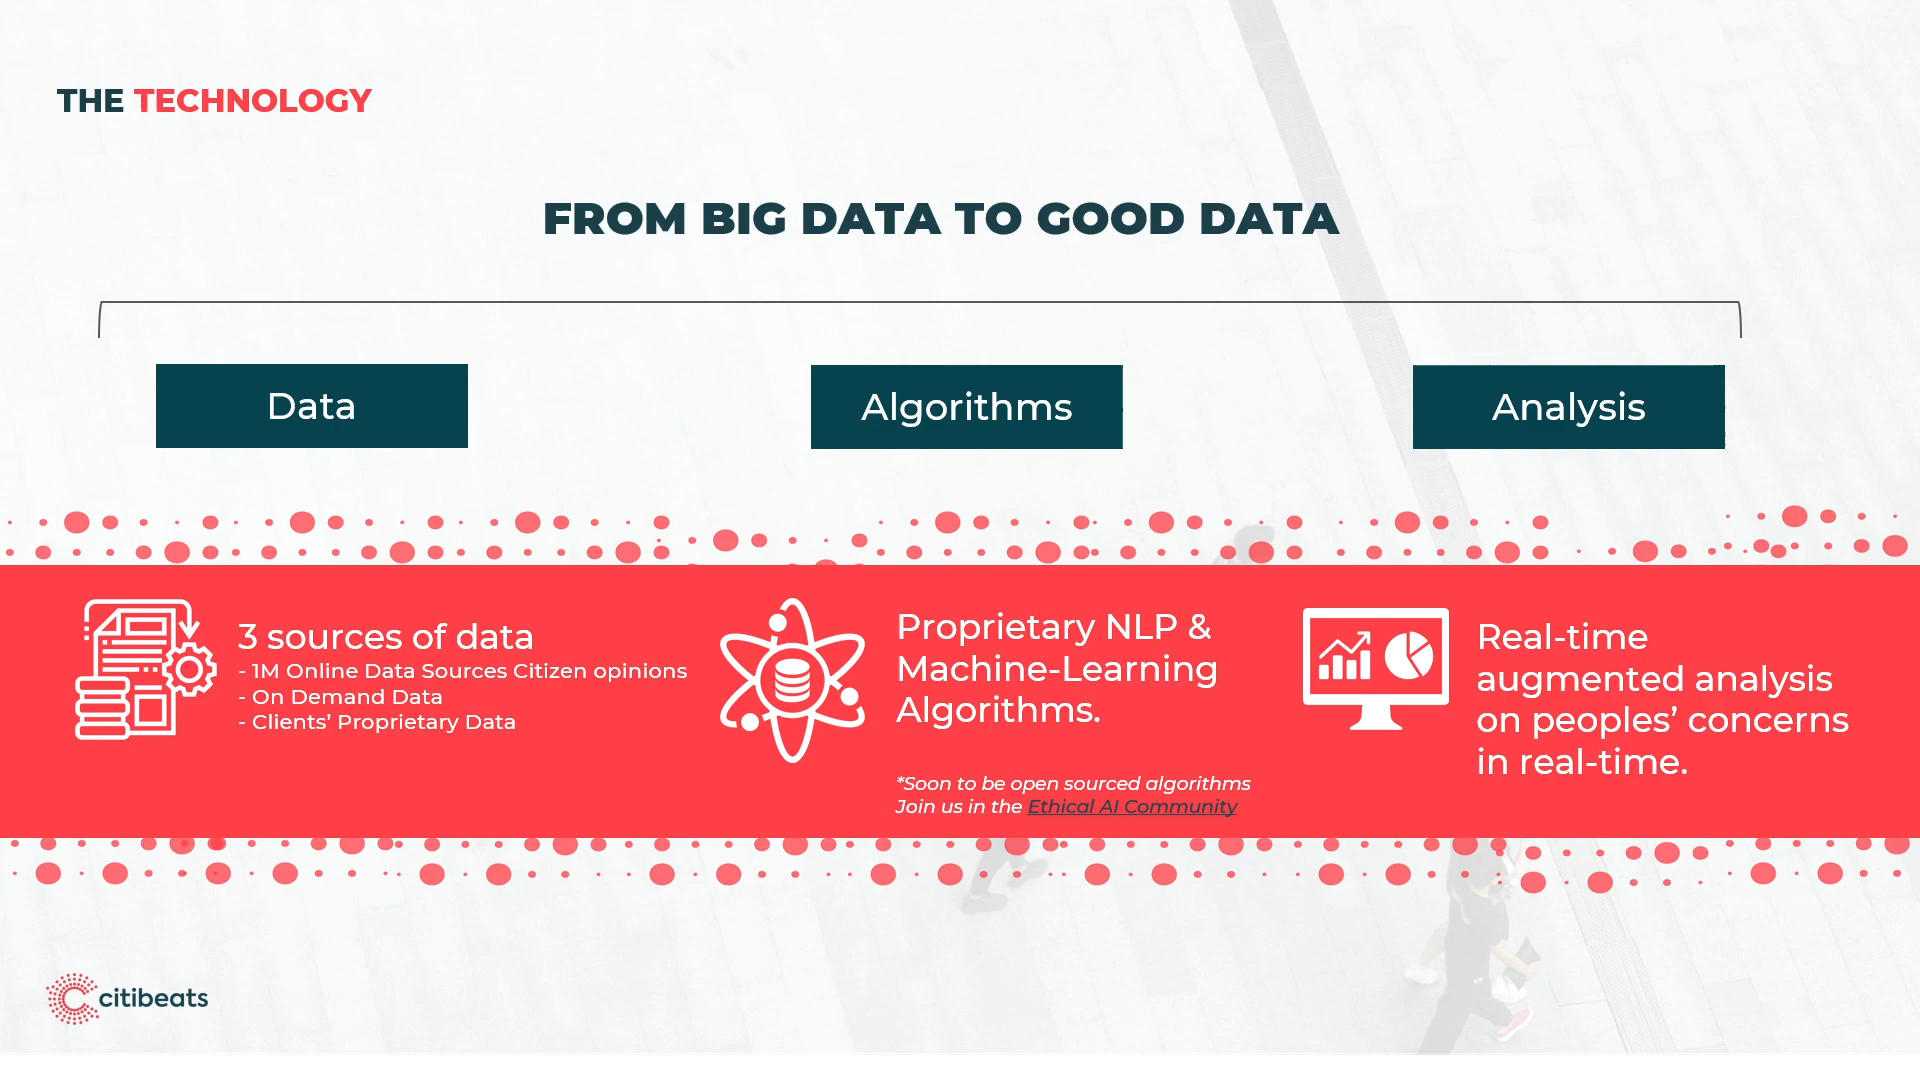 THE TECHNOLOGY
FROM BIG DATA TO GOOD DATA
Data
Algorithms
Analysis
3 sources of data
- 1M Online Data Sources Citizen opinions
- On Demand Data
- Clients’ Proprietary Data
Proprietary NLP &
Machine-Learning
Algorithms.
*Soon to be open sourced algorithms
Join us in the Ethical AI Community
Real-time
augmented analysis
on peoples’ concerns
in real-time.
citibeats